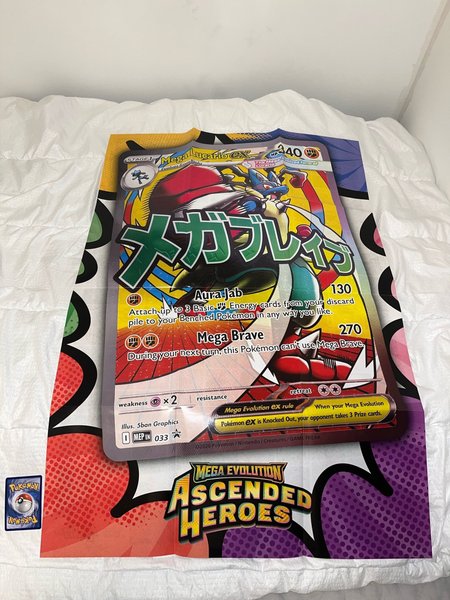 STAGE 1
Mega Lucario ex
340
メガブレイブ
Aura Jab
130
Attach up to 3 Basic Energy cards from your discard
pile to your Benched Pokémon in any way you like.
Mega Brave
270
During your next turn, this Pokémon can't use Mega Brave.
weakness ×2
resistance
retreat
Mega Evolution ex rule
When your Mega Evolution
Pokémon ex is Knocked Out, your opponent takes 3 Prize cards.
Illus. 5ban Graphics
I MEP EN 033
MEGA EVOLUTION
ASCENDED
HEROES
Pokémon
Pokémon